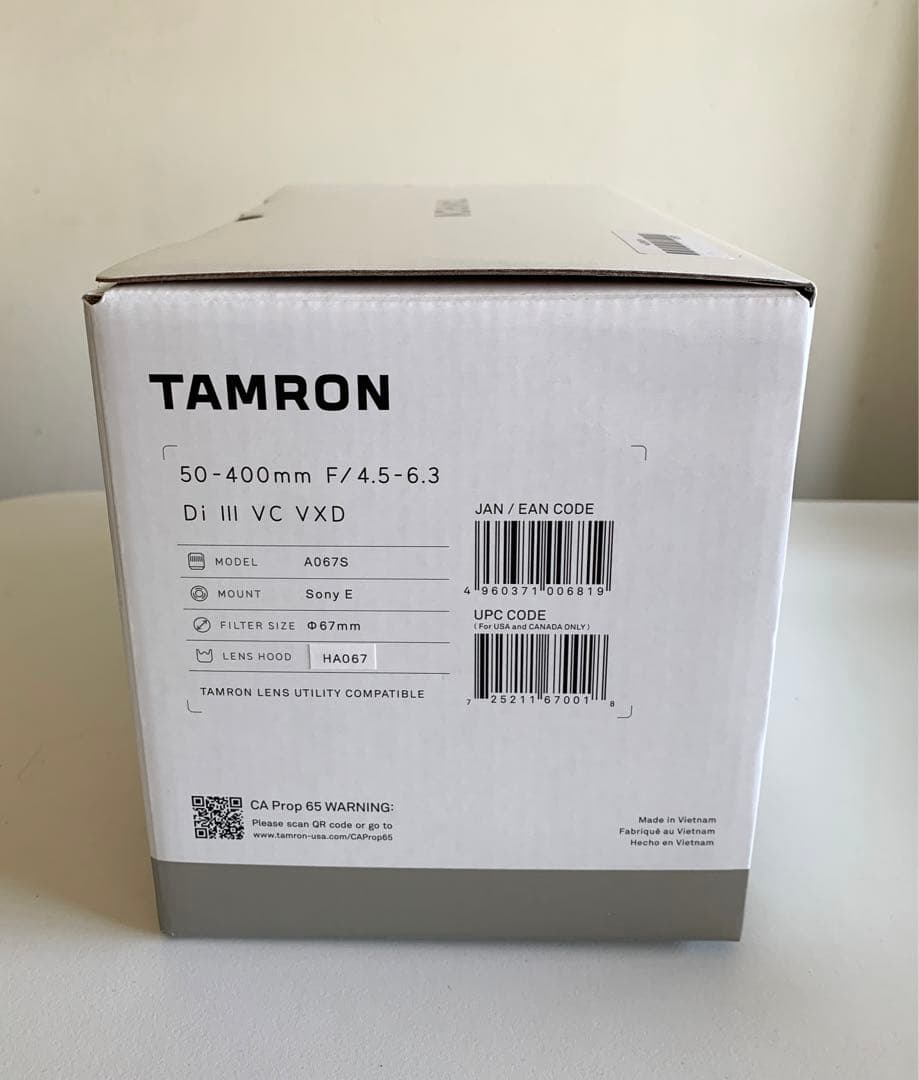 TAMRON
50-400mm F/4.5-6.3
Di III VC VXD
MODEL A067S
MOUNT Sony E
FILTER SIZE Φ67mm
LENS HOOD HA067
TAMRON LENS UTILITY COMPATIBLE
JAN / EAN CODE
4 960371 006819
UPC CODE
(For USA and CANADA ONLY)
7 25211 67001 8
CA Prop 65 WARNING:
Please scan QR code or go to
www.tamron-usa.com/CAProp65
Made in Vietnam
Fabriqué au Vietnam
Hecho en Vietnam